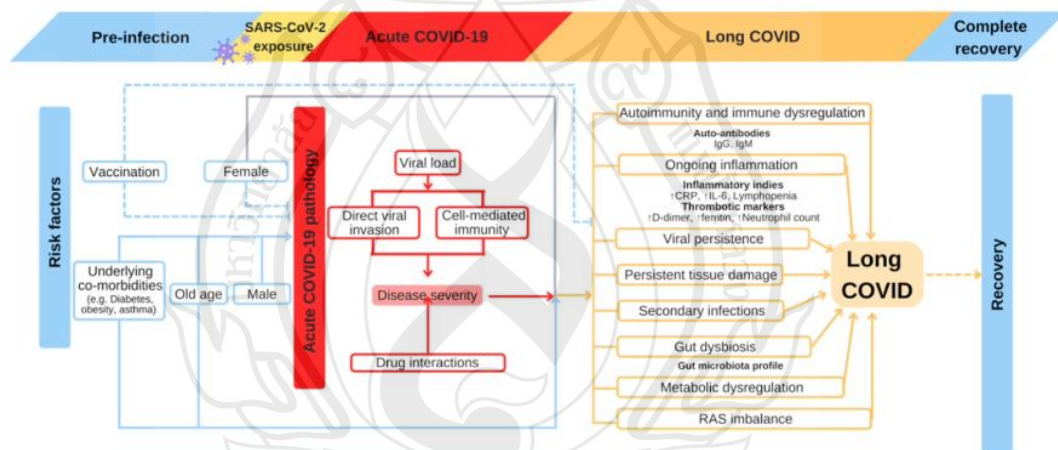 Pre-infection
SARS-CoV-2
exposure
Acute COVID-19
Long COVID
Complete
recovery
Risk factors
Vaccination
Female
Underlying
co-morbidities
(e.g. Diabetes,
obesity, asthma)
Old age
Male
Acute COVID-19 pathology
Viral load
Direct viral
invasion
Cell-mediated
immunity
Disease severity
Drug interactions
Autoimmunity and immune dysregulation
Auto-antibodies
IgG, IgM
Ongoing inflammation
Inflammatory indies
↑CRP, ↑IL-6, Lymphopenia
Thrombotic markers
↑D-dimer, ↑ferritin, ↑Neutrophil count
Viral persistence
Persistent tissue damage
Secondary infections
Gut dysbiosis
Gut microbiota profile
Metabolic dysregulation
RAS imbalance
Long
COVID
Recovery